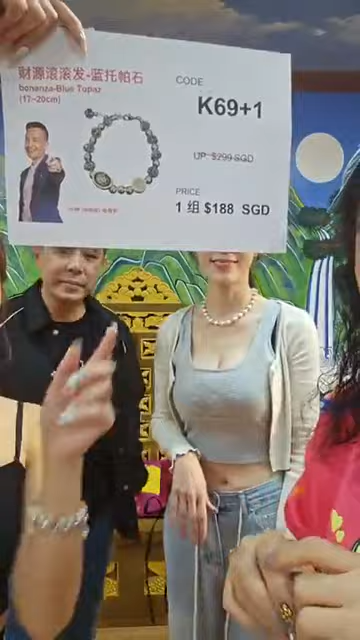 财源滚滚发-蓝托帕石
bonanza-Blue Topaz
(17-20cm)
CODE
K69+1
UP $299 SGD
PRICE
1 组 $188 SGD